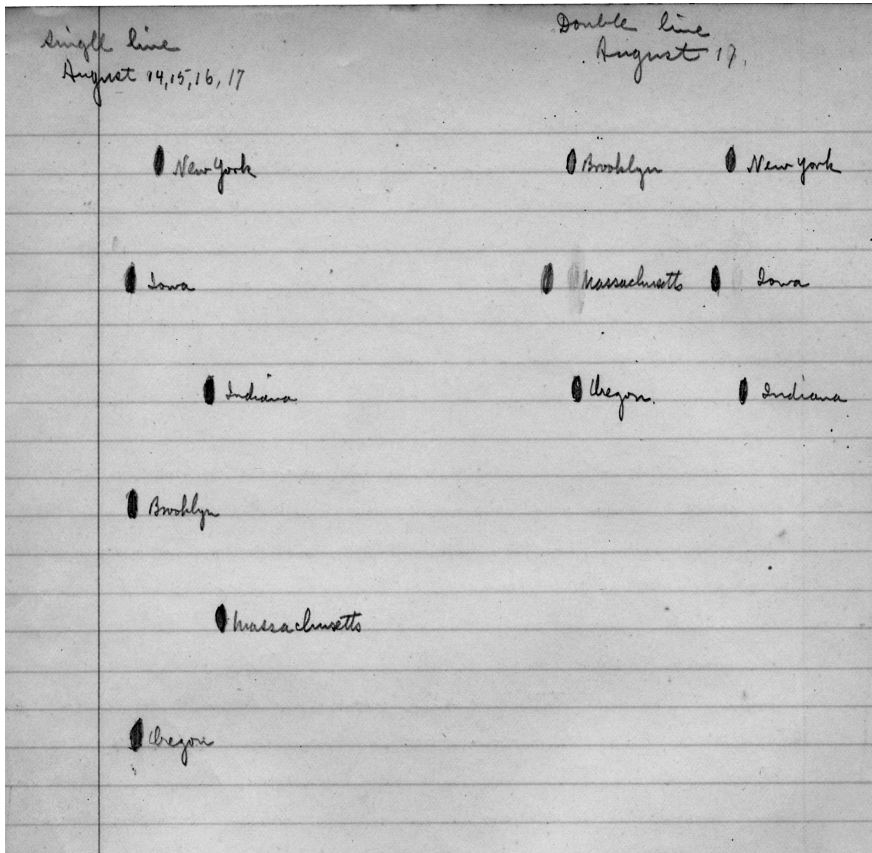 Single line
August 14, 15, 16, 17
New York
Iowa
Indiana
Brooklyn
Massachusetts
Oregon
Double line
August 17.
Brooklyn New York
Massachusetts Iowa
Oregon. Indiana